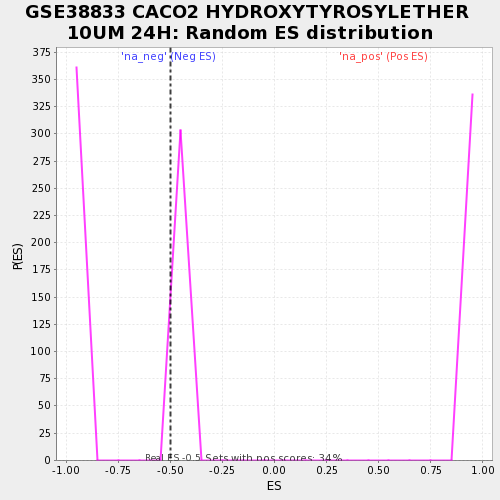 GSE38833 CACO2 HYDROXYTYROSYLETHER
10UM 24H: Random ES distribution
'na_neg' (Neg ES)
'na_pos' (Pos ES)
375
350
325
300
275
250
225
200
175
150
125
100
75
50
25
0
P(ES)
Real ES -0.5
Sets with pos scores: 34%
-1.00 -0.75 -0.50 -0.25 0.00 0.25 0.50 0.75 1.00
ES